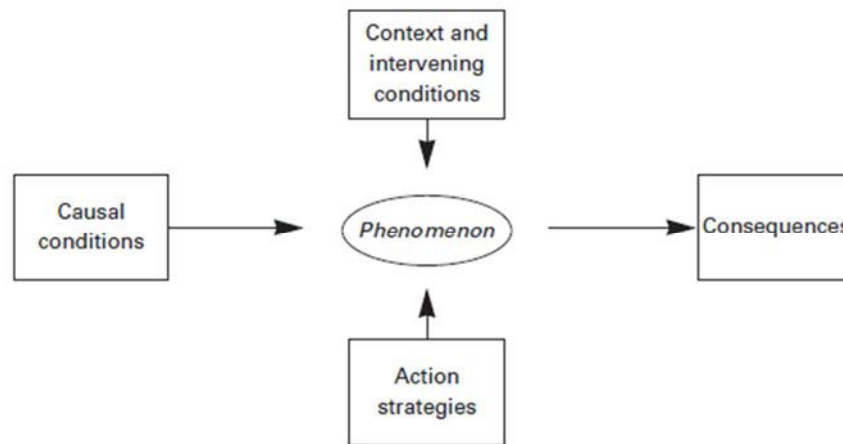 Context and
intervening
conditions
Causal
conditions
Phenomenon
Consequences
Action
strategies